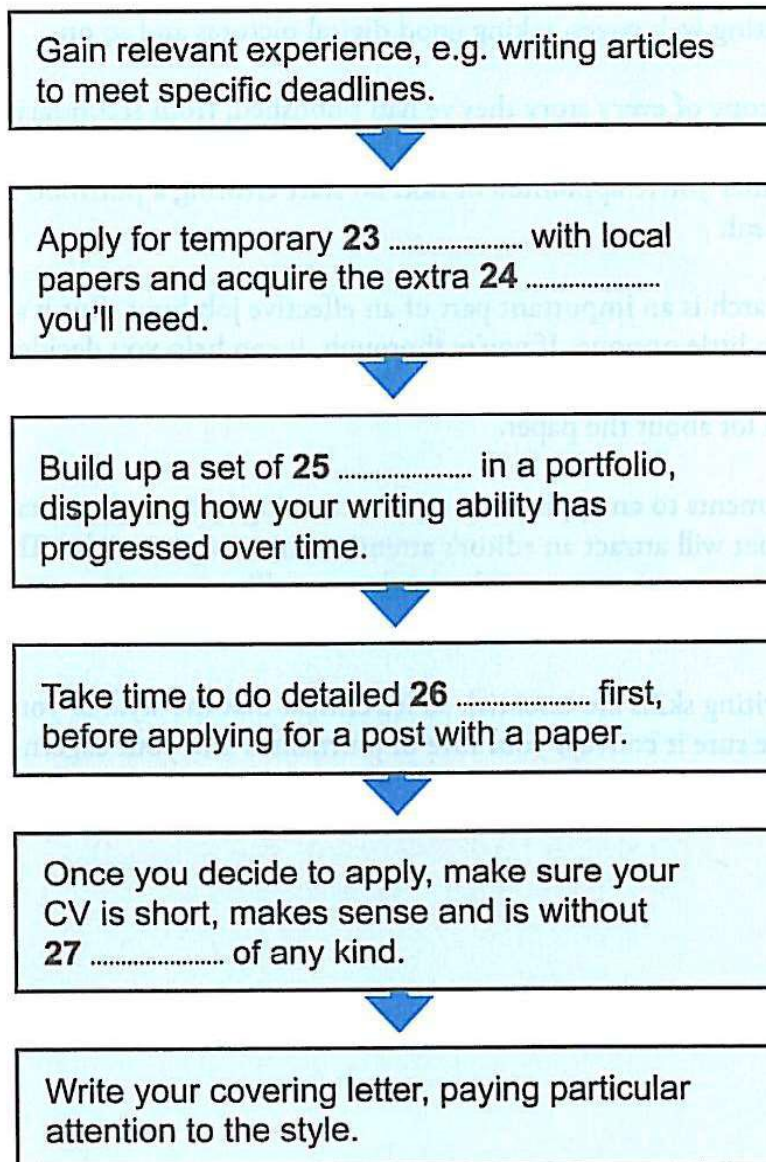 Gain relevant experience, e.g. writing articles
to meet specific deadlines.
Apply for temporary 23 .................... with local
papers and acquire the extra 24 ....................
you'll need.
Build up a set of 25 .................... in a portfolio,
displaying how your writing ability has
progressed over time.
Take time to do detailed 26 .................... first,
before applying for a post with a paper.
Once you decide to apply, make sure your
CV is short, makes sense and is without
27 .................... of any kind.
Write your covering letter, paying particular
attention to the style.